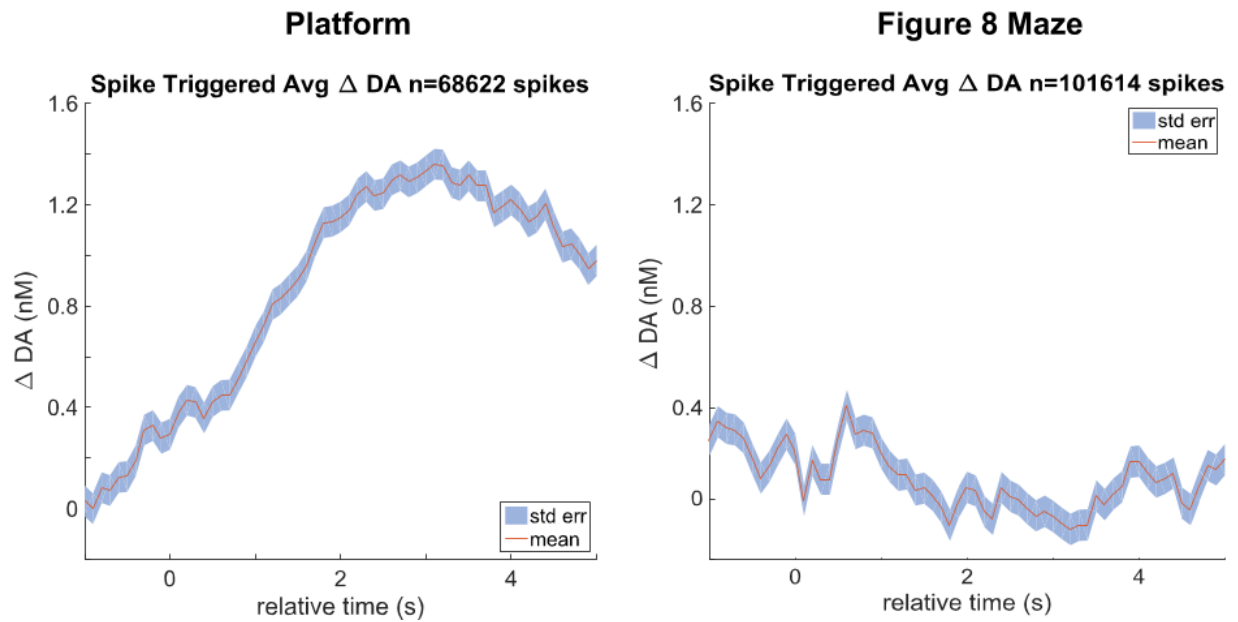 Platform
Spike Triggered Avg Δ DA n=68622 spikes
1.6
1.2
0.8
0.4
0
Δ DA (nM)
0
2
4
relative time (s)
std err
mean
Figure 8 Maze
Spike Triggered Avg Δ DA n=101614 spikes
1.6
1.2
0.8
0.4
0
Δ DA (nM)
0
2
4
relative time (s)
std err
mean